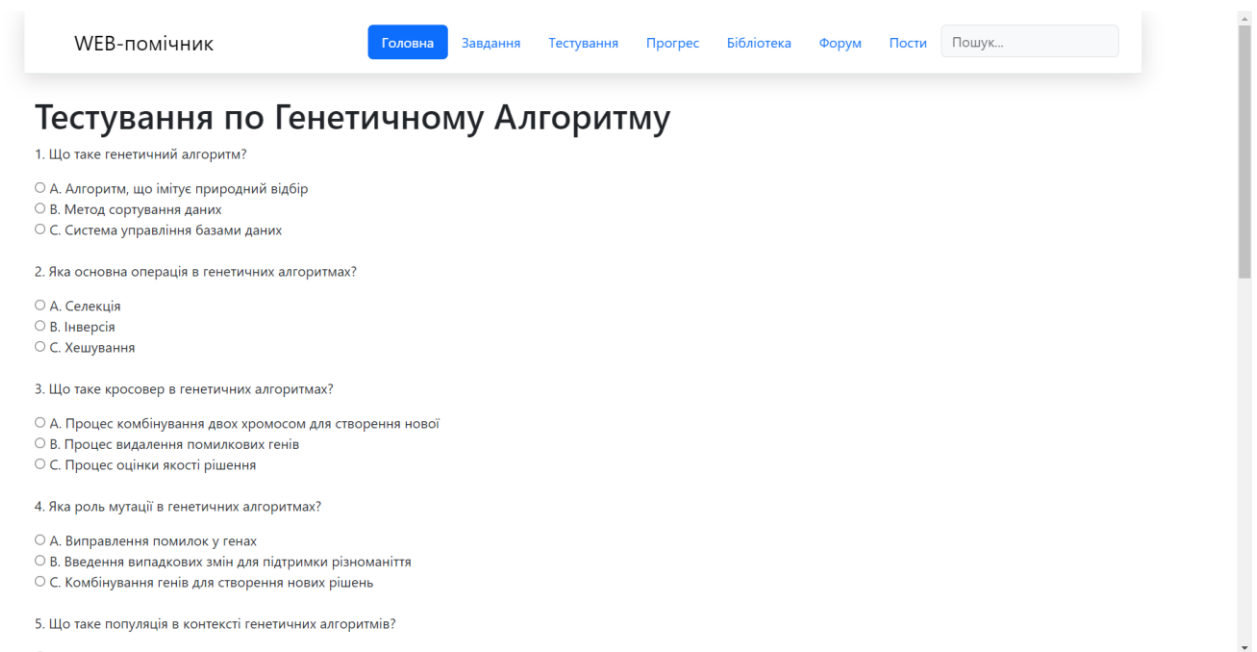 WEB-помічник
Головна Завдання Тестування Прогрес Бібліотека Форум Пости Пошук...
Тестування по Генетичному Алгоритму
1. Що таке генетичний алгоритм?
A. Алгоритм, що імітує природний відбір
B. Метод сортування даних
C. Система управління базами даних
2. Яка основна операція в генетичних алгоритмах?
A. Селекція
B. Інверсія
C. Хешування
3. Що таке кросовер в генетичних алгоритмах?
A. Процес комбінування двох хромосом для створення нової
B. Процес видалення помилкових генів
C. Процес оцінки якості рішення
4. Яка роль мутації в генетичних алгоритмах?
A. Виправлення помилок у генах
B. Введення випадкових змін для підтримки різноманіття
C. Комбінування генів для створення нових рішень
5. Що таке популяція в контексті генетичних алгоритмів?